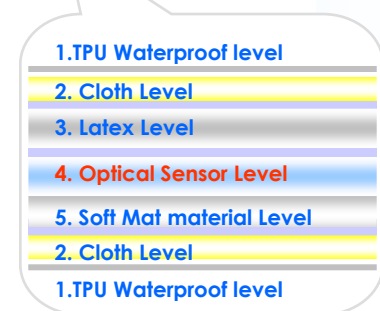 1.TPU Waterproof level
2. Cloth Level
3. Latex Level
4. Optical Sensor Level
5. Soft Mat material Level
2. Cloth Level
1.TPU Waterproof level